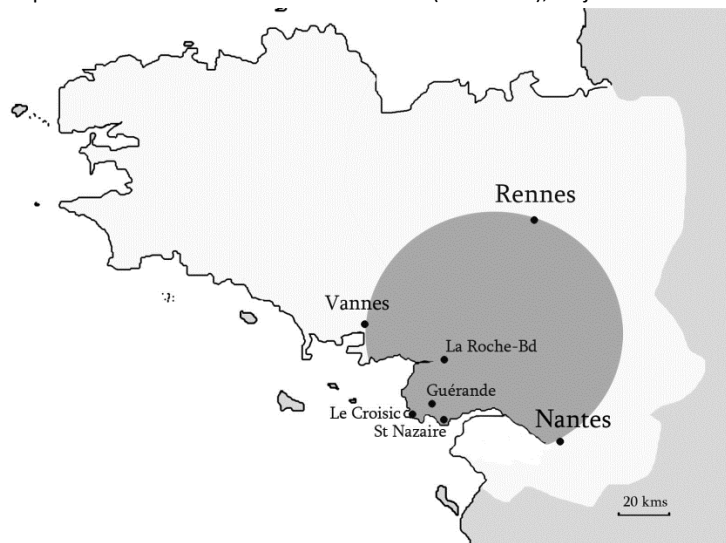 Rennes
Vannes
La Roche-Bd
Guérande
Le Croisic
St Nazaire
Nantes
20 kms